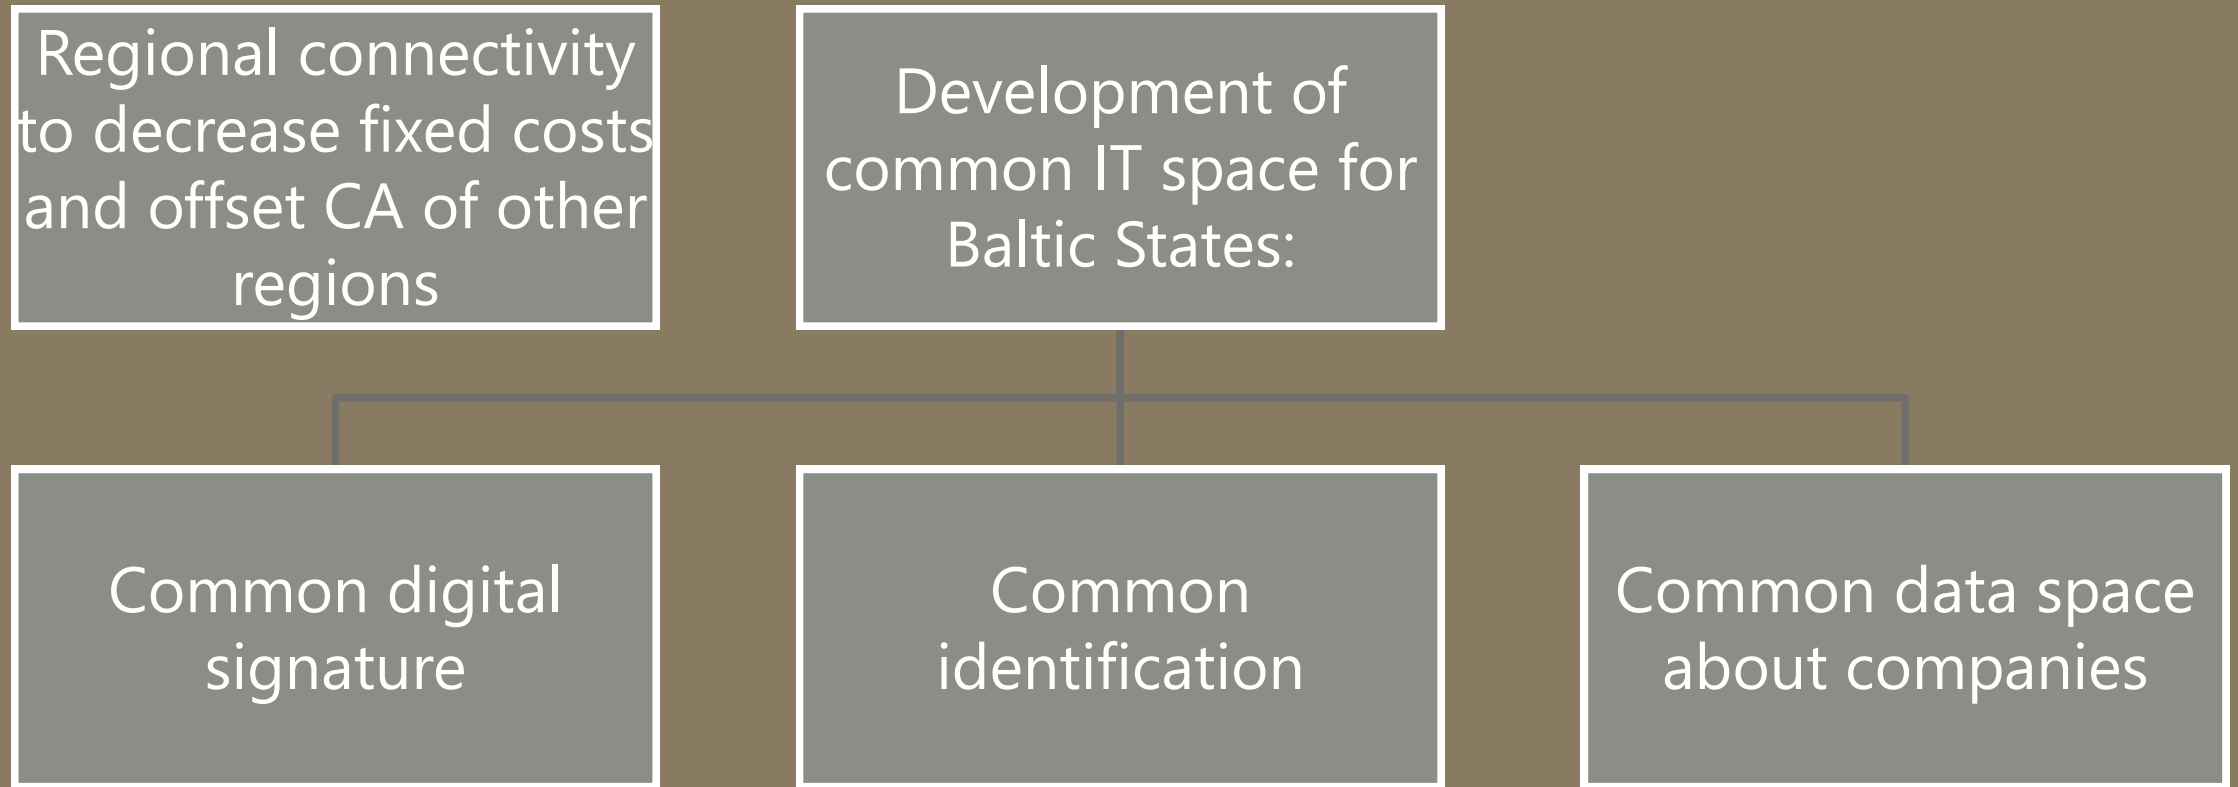 Regional connectivity
to decrease fixed costs
and offset CA of other
regions
Development of
common IT space for
Baltic States:
Common digital
signature
Common
identification
Common data space
about companies